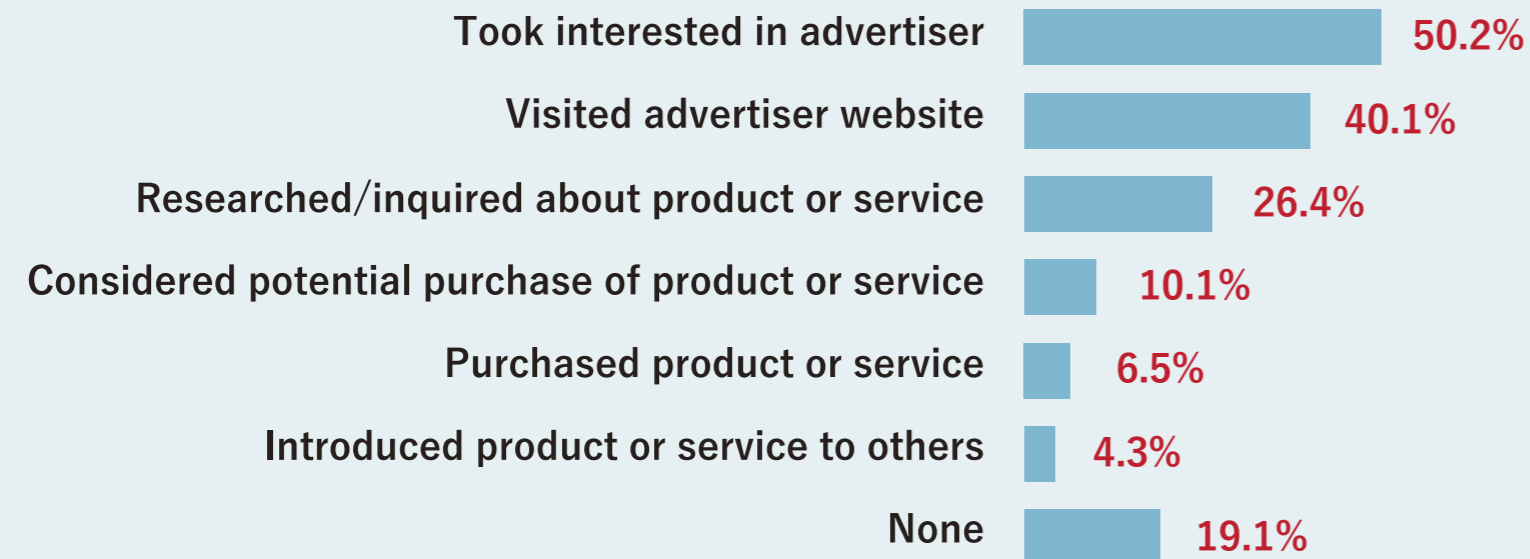 Took interested in advertiser 50.2%
Visited advertiser website 40.1%
Researched/inquired about product or service 26.4%
Considered potential purchase of product or service 10.1%
Purchased product or service 6.5%
Introduced product or service to others 4.3%
None 19.1%